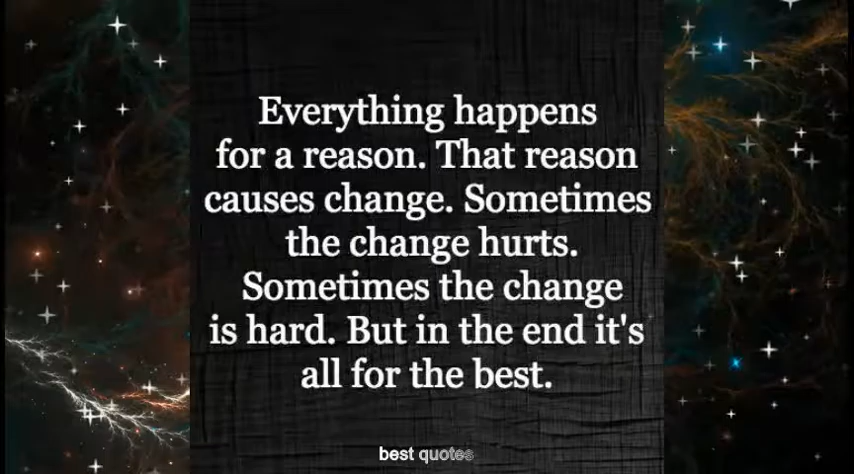 Everything happens
for a reason. That reason
causes change. Sometimes
the change hurts.
Sometimes the change
is hard. But in the end it's
all for the best.
best quotes